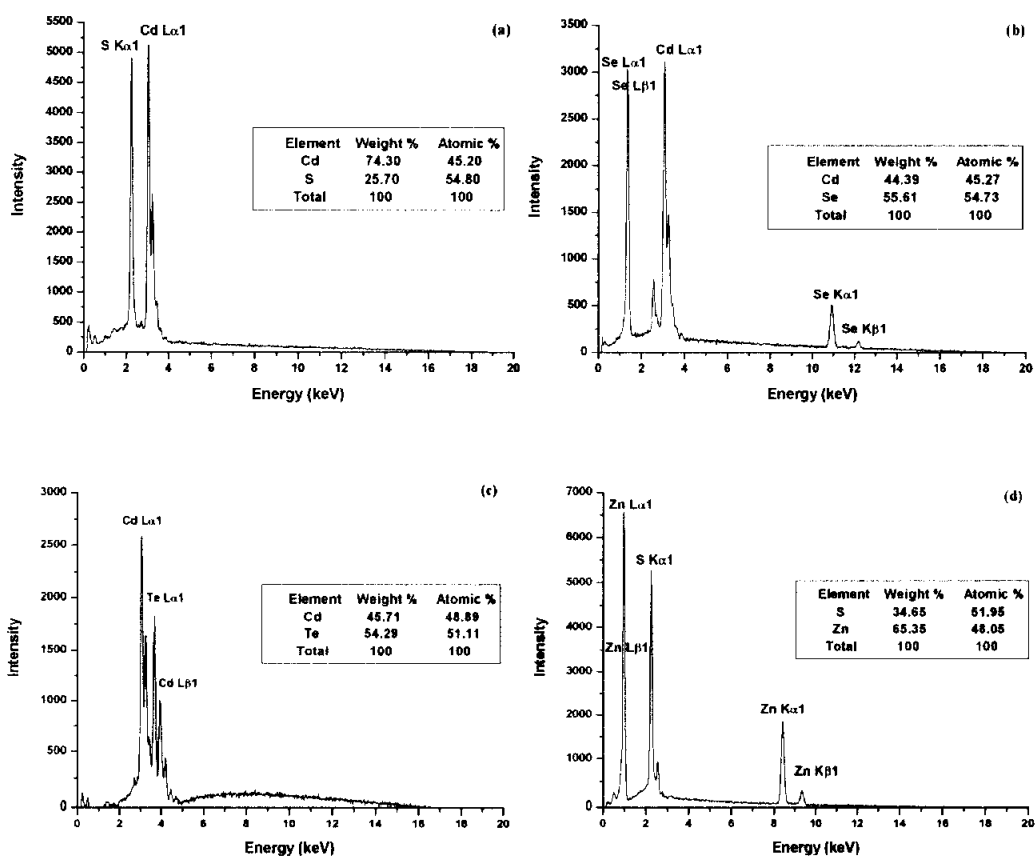 (a)
5500
5000
4500
4000
3500
3000
2500
2000
1500
1000
500
0
Intensity
S Kα1
Cd Lα1
Element Weight % Atomic %
Cd 74.30 45.20
S 25.70 54.80
Total 100 100
0 2 4 6 8 10 12 14 16 18 20
Energy (keV)
(b)
3500
3000
2500
2000
1500
1000
500
0
Intensity
Se Lα1
Se Lβ1
Cd Lα1
Element Weight % Atomic %
Cd 44.39 45.27
Se 55.61 54.73
Total 100 100
Se Kα1
Se Kβ1
0 2 4 6 8 10 12 14 16 18 20
Energy (keV)
(c)
3000
2500
2000
1500
1000
500
0
Intensity
Cd Lα1
Te Lα1
Cd Lβ1
Element Weight % Atomic %
Cd 45.71 48.89
Te 54.29 51.11
Total 100 100
0 2 4 6 8 10 12 14 16 18 20
Energy (keV)
(d)
7000
6000
5000
4000
3000
2000
1000
0
Intensity
Zn Lα1
S Kα1
Zn Lβ1
Element Weight % Atomic %
S 34.65 51.95
Zn 65.35 48.05
Total 100 100
Zn Kα1
Zn Kβ1
0 2 4 6 8 10 12 14 16 18 20
Energy (keV)